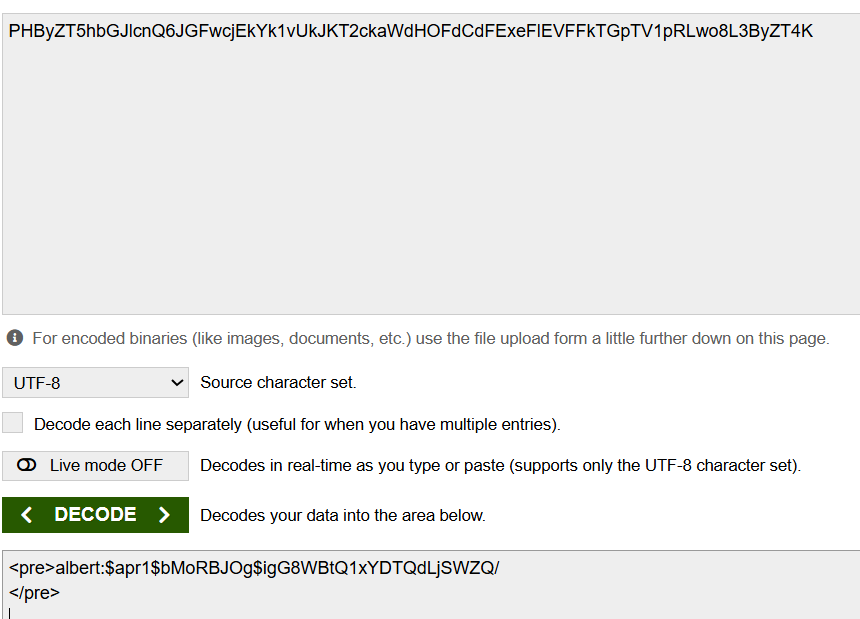 PHByZT5hbGJlcnQ6JGFwcjEkYk1vUkJKT2ckaWdHOFdCdFExeFlEVFFkTGpTV1pRLwo8L3ByZT4K
For encoded binaries (like images, documents, etc.) use the file upload form a little further down on this page.
UTF-8 Source character set.
Decode each line separately (useful for when you have multiple entries).
Live mode OFF Decodes in real-time as you type or paste (supports only the UTF-8 character set).
< DECODE > Decodes your data into the area below.
<pre>albert:$apr1$bMoRBJOg$igG8WBtQ1xYDTQdLjSWZQ/
</pre>